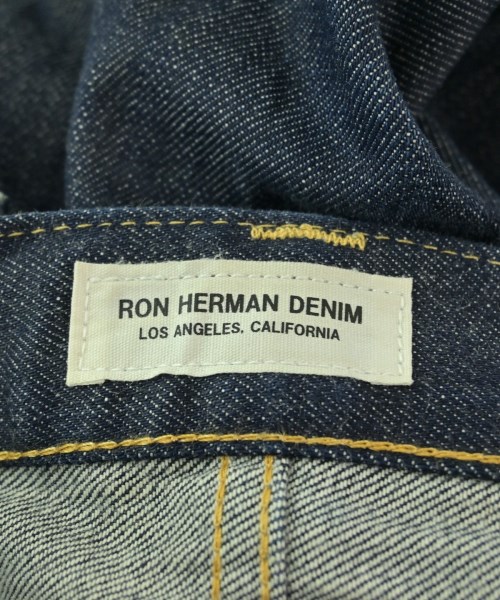 RON HERMAN DENIM
LOS ANGELES. CALIFORNIA